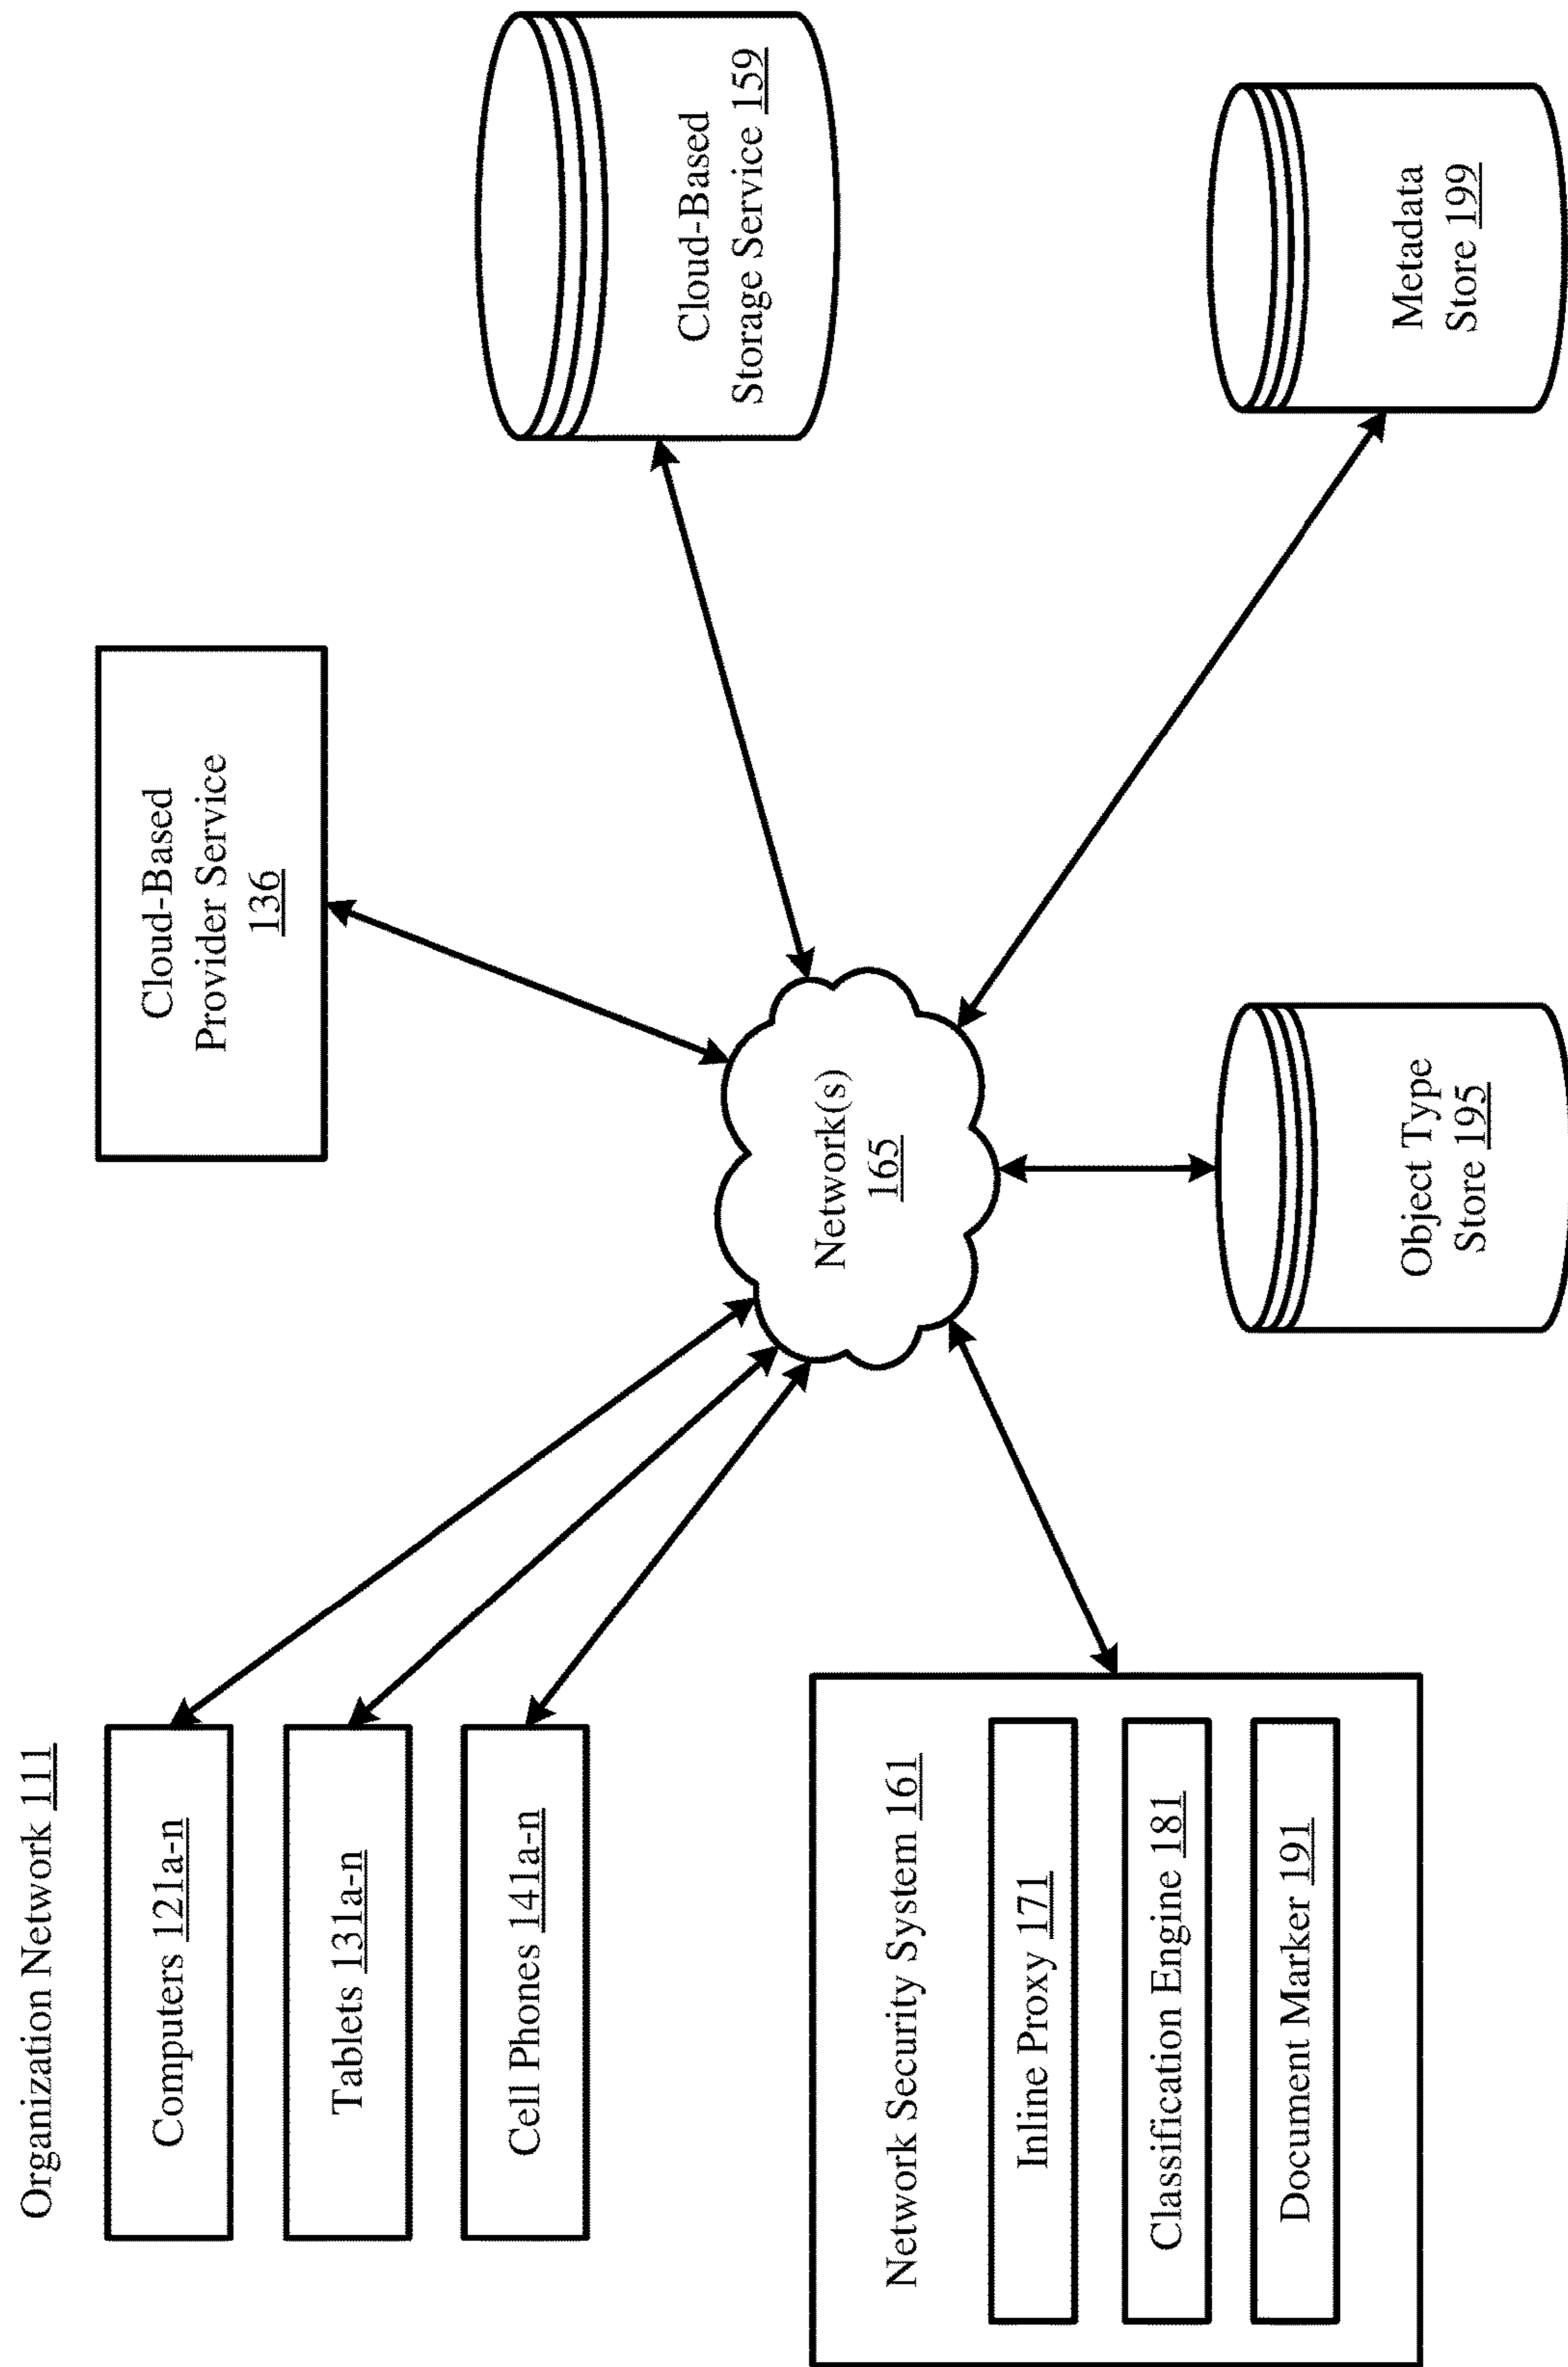 Organization Network 111
Computers 121a-n
Tablets 131a-n
Cell Phones 141a-n
Cloud-Based
Provider Service
136
Cloud-Based
Storage Service 159
Network(s)
165
Network Security System 161
Inline Proxy 171
Classification Engine 181
Document Marker 191
Object Type
Store 195
Metadata
Store 199